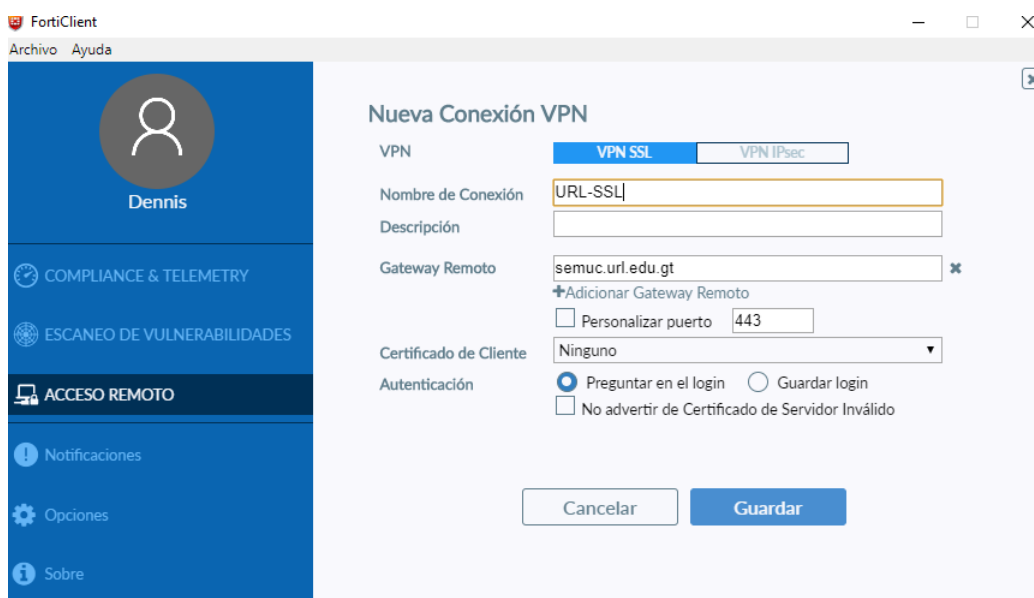 FortiClient
Archivo Ayuda
Dennis
COMPLIANCE & TELEMETRY
ESCANEO DE VULNERABILIDADES
ACCESO REMOTO
Notificaciones
Opciones
Sobre
Nueva Conexión VPN
VPN VPN SSL VPN IPsec
Nombre de Conexión URL-SSL
Descripción
Gateway Remoto semuc.url.edu.gt
+Adicionar Gateway Remoto
Personalizar puerto 443
Certificado de Cliente Ninguno
Autenticación Preguntar en el login Guardar login
No advertir de Certificado de Servidor Inválido
Cancelar Guardar